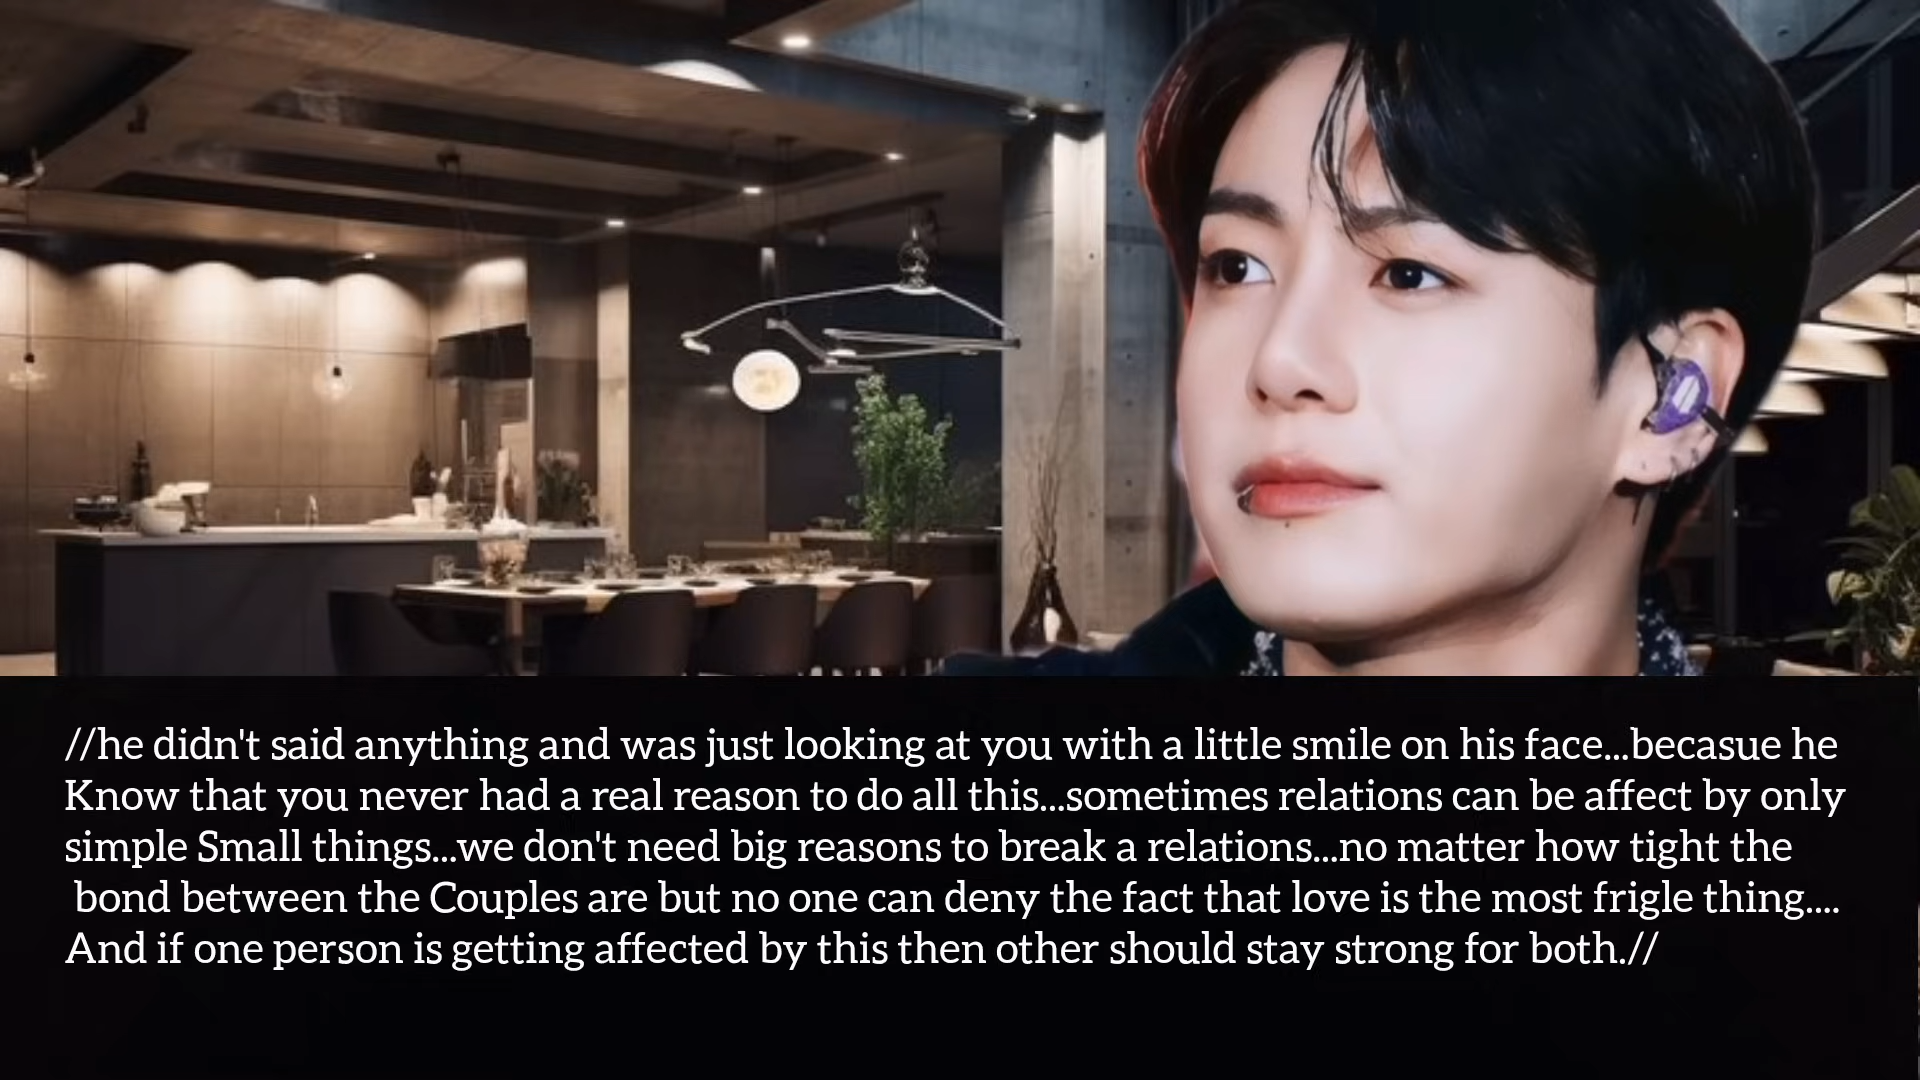 //he didn't said anything and was just looking at you with a little smile on his face...becasue he
Know that you never had a real reason to do all this...sometimes relations can be affect by only
simple Small things...we don't need big reasons to break a relations...no matter how tight the
bond between the Couples are but no one can deny the fact that love is the most frigle thing....
And if one person is getting affected by this then other should stay strong for both.//